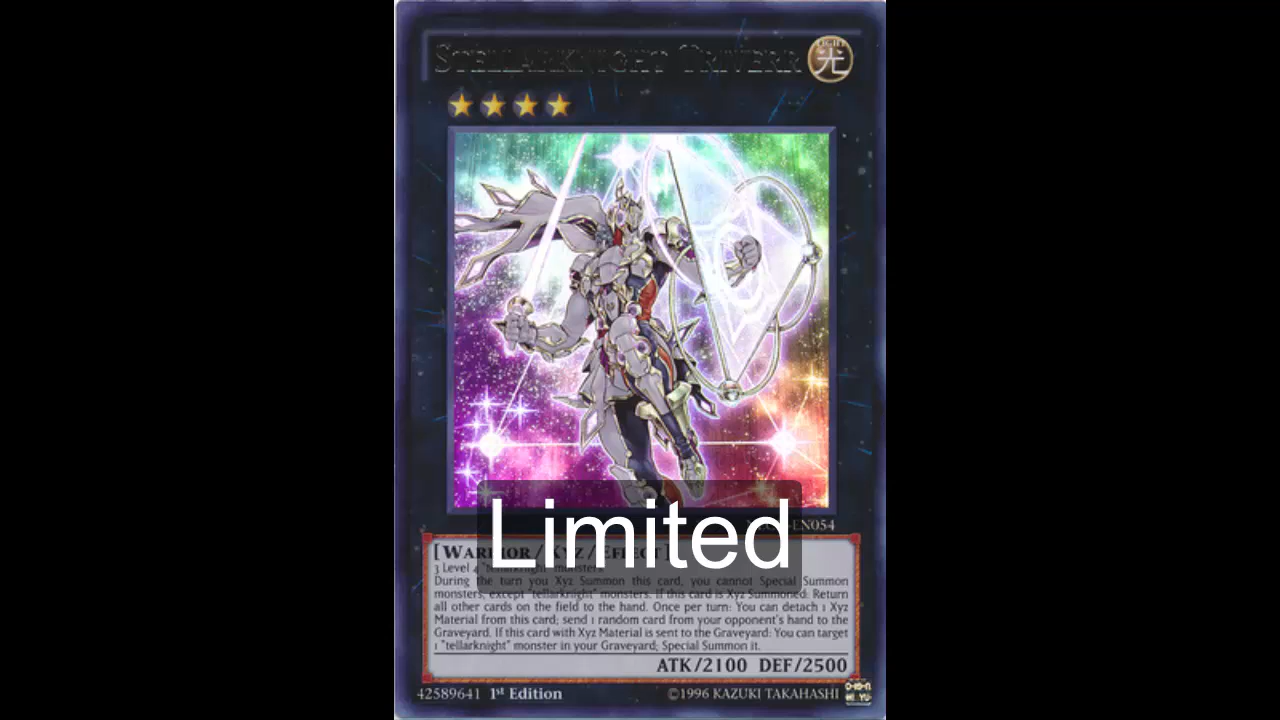 STELLARKNIGHT TRIVERR
LIGHT
光
Limited
EN054
[WARRIOR/XYZ/EFFECT]
3 Level 4 "tellarknight" monsters
During the turn you Xyz Summon this card, you cannot Special Summon
monsters, except "tellarknight" monsters. If this card is Xyz Summoned: Return
all other cards on the field to the hand. Once per turn: You can detach 1 Xyz
Material from this card; send 1 random card from your opponent's hand to the
Graveyard. If this card with Xyz Material is sent to the Graveyard: You can target
1 "tellarknight" monster in your Graveyard; Special Summon it.
ATK/2100 DEF/2500
42589641 1st Edition
©1996 KAZUKI TAKAHASHI